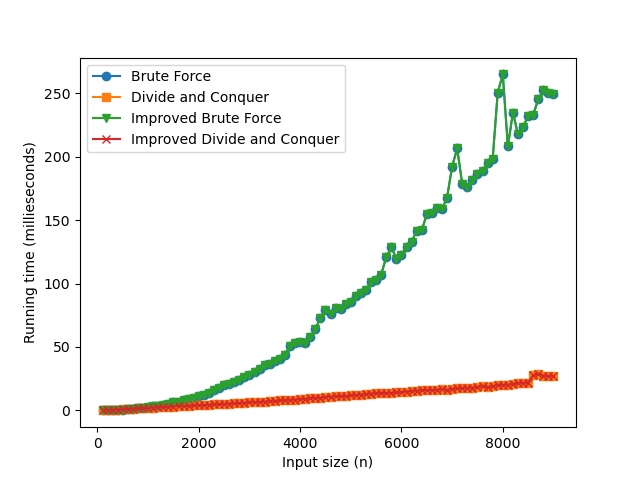 Brute Force
Divide and Conquer
Improved Brute Force
Improved Divide and Conquer
250
200
150
100
50
0
Running time (millieseconds)
0 2000 4000 6000 8000
Input size (n)